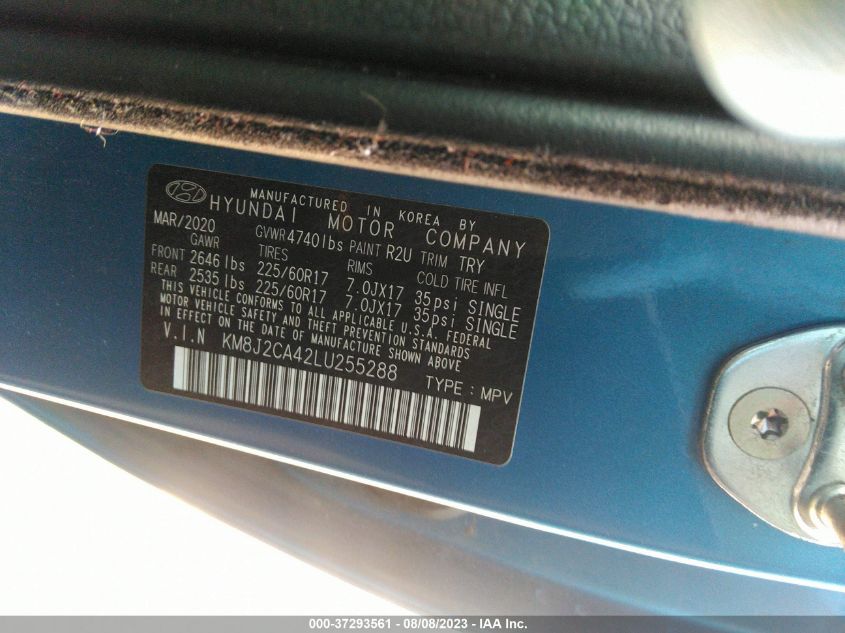 MANUFACTURED IN KOREA BY
HYUNDAI MOTOR COMPANY
MAR/2020 GVWR 4740 lbs PAINT R2U TRIM TRY
GAWR TIRES RIMS COLD TIRE INFL
FRONT 2646 lbs 225/60R17 7.0JX17 35psi SINGLE
REAR 2535 lbs 225/60R17 7.0JX17 35psi SINGLE
THIS VEHICLE CONFORMS TO ALL APPLICABLE U.S.A. FEDERAL
MOTOR VEHICLE SAFETY AND THEFT PREVENTION STANDARDS
IN EFFECT ON THE DATE OF MANUFACTURE SHOWN ABOVE
V.I.N KM8J2CA42LU255288
TYPE : MPV
000-37293561 - 08/08/2023 - IAA Inc.